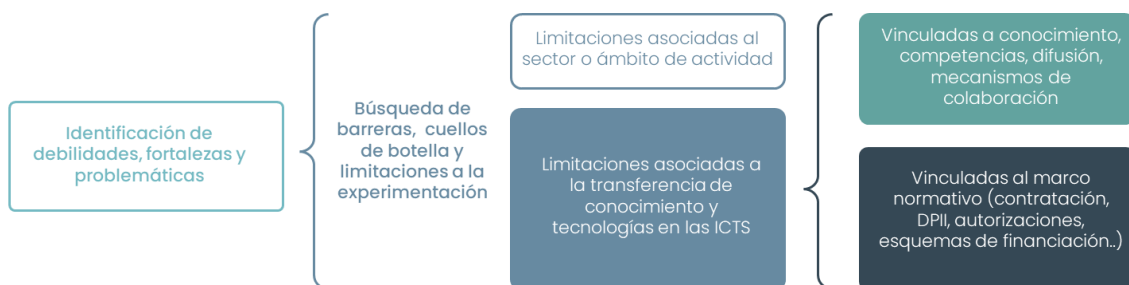 Identificación de
debilidades, fortalezas y
problemáticas
Búsqueda de
barreras, cuellos
de botella y
limitaciones a la
experimentación
Limitaciones asociadas al
sector o ámbito de actividad
Limitaciones asociadas a
la transferencia de
conocimiento y
tecnologías en las ICTS
Vinculadas a conocimiento,
competencias, difusión,
mecanismos de
colaboración
Vinculadas al marco
normativo (contratación,
DPII, autorizaciones,
esquemas de financiación..)